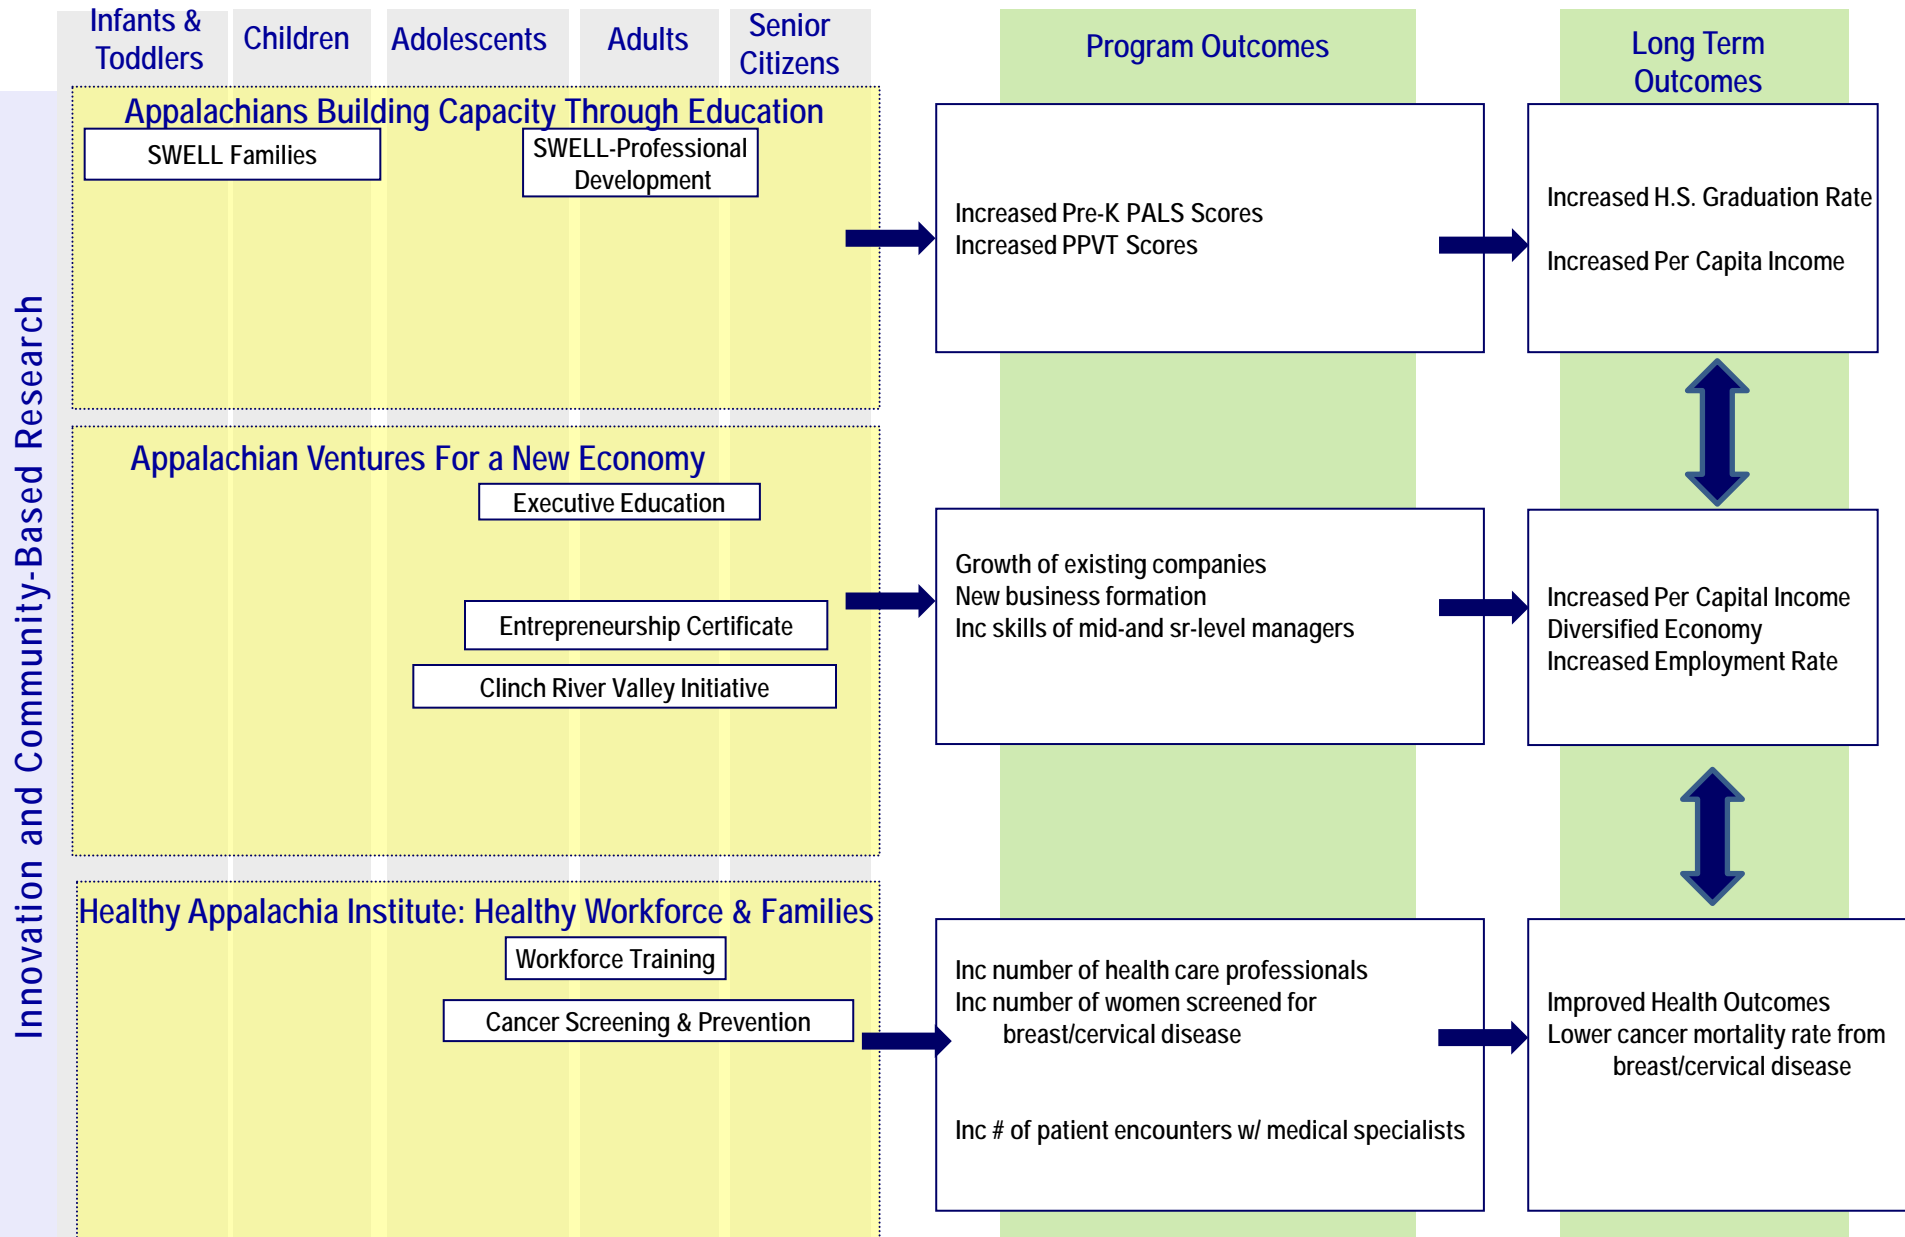 Infants &
Toddlers
Children
Adolescents
Adults
Senior
Citizens
Program Outcomes
Long Term
Outcomes
Innovation and Community-Based Research
Appalachians Building Capacity Through Education
SWELL Families
SWELL-Professional
Development
Increased Pre-K PALS Scores
Increased PPVT Scores
Increased H.S. Graduation Rate
Increased Per Capita Income
Appalachian Ventures For a New Economy
Executive Education
Entrepreneurship Certificate
Clinch River Valley Initiative
Growth of existing companies
New business formation
Inc skills of mid-and sr-level managers
Increased Per Capital Income
Diversified Economy
Increased Employment Rate
Healthy Appalachia Institute: Healthy Workforce & Families
Workforce Training
Cancer Screening & Prevention
Inc number of health care professionals
Inc number of women screened for
breast/cervical disease
Inc # of patient encounters w/ medical specialists
Improved Health Outcomes
Lower cancer mortality rate from
breast/cervical disease